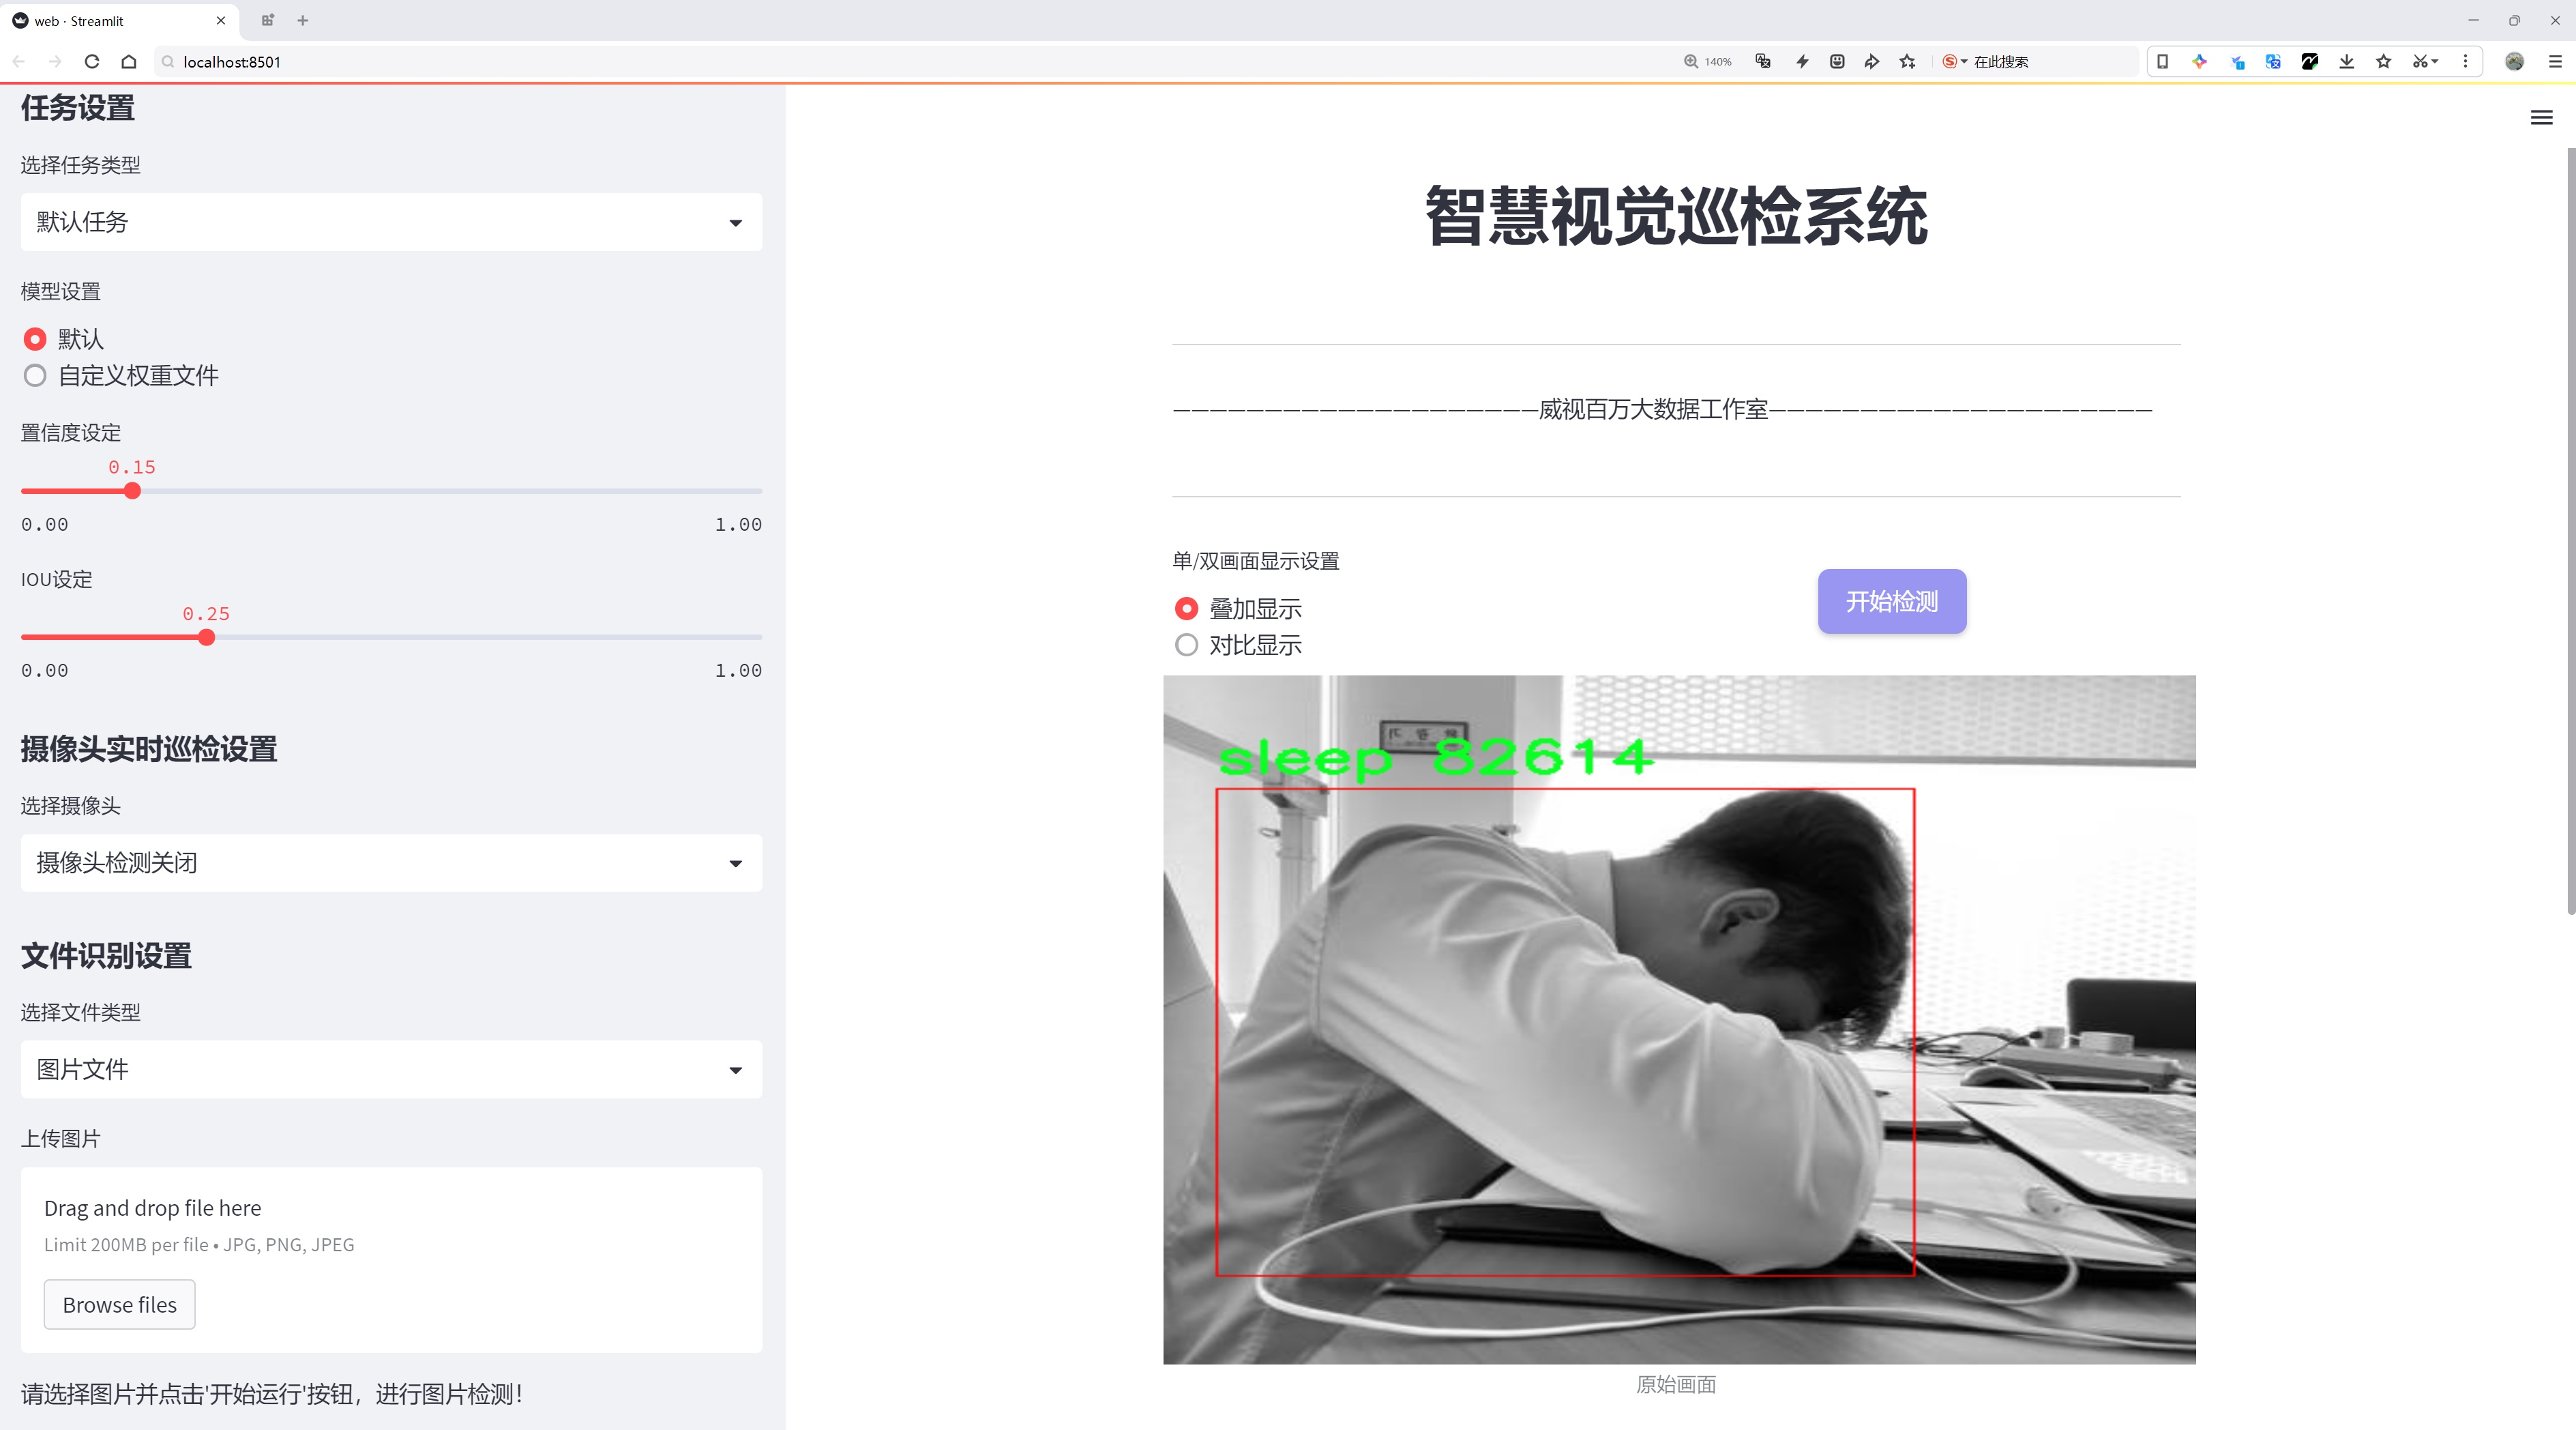 web · Streamlit
localhost:8501
140%
在此搜索
任务设置
选择任务类型
默认任务
模型设置
默认
自定义权重文件
置信度设定
0.15
0.00 1.00
IOU设定
0.25
0.00 1.00
摄像头实时巡检设置
选择摄像头
摄像头检测关闭
文件识别设置
选择文件类型
图片文件
上传图片
Drag and drop file here
Limit 200MB per file • JPG, PNG, JPEG
Browse files
请选择图片并点击'开始运行'按钮，进行图片检测！
智慧视觉巡检系统
—————————————————————威视百万大数据工作室——————————————————————
单/双画面显示设置
叠加显示
对比显示
开始检测
sleep 82614
原始画面